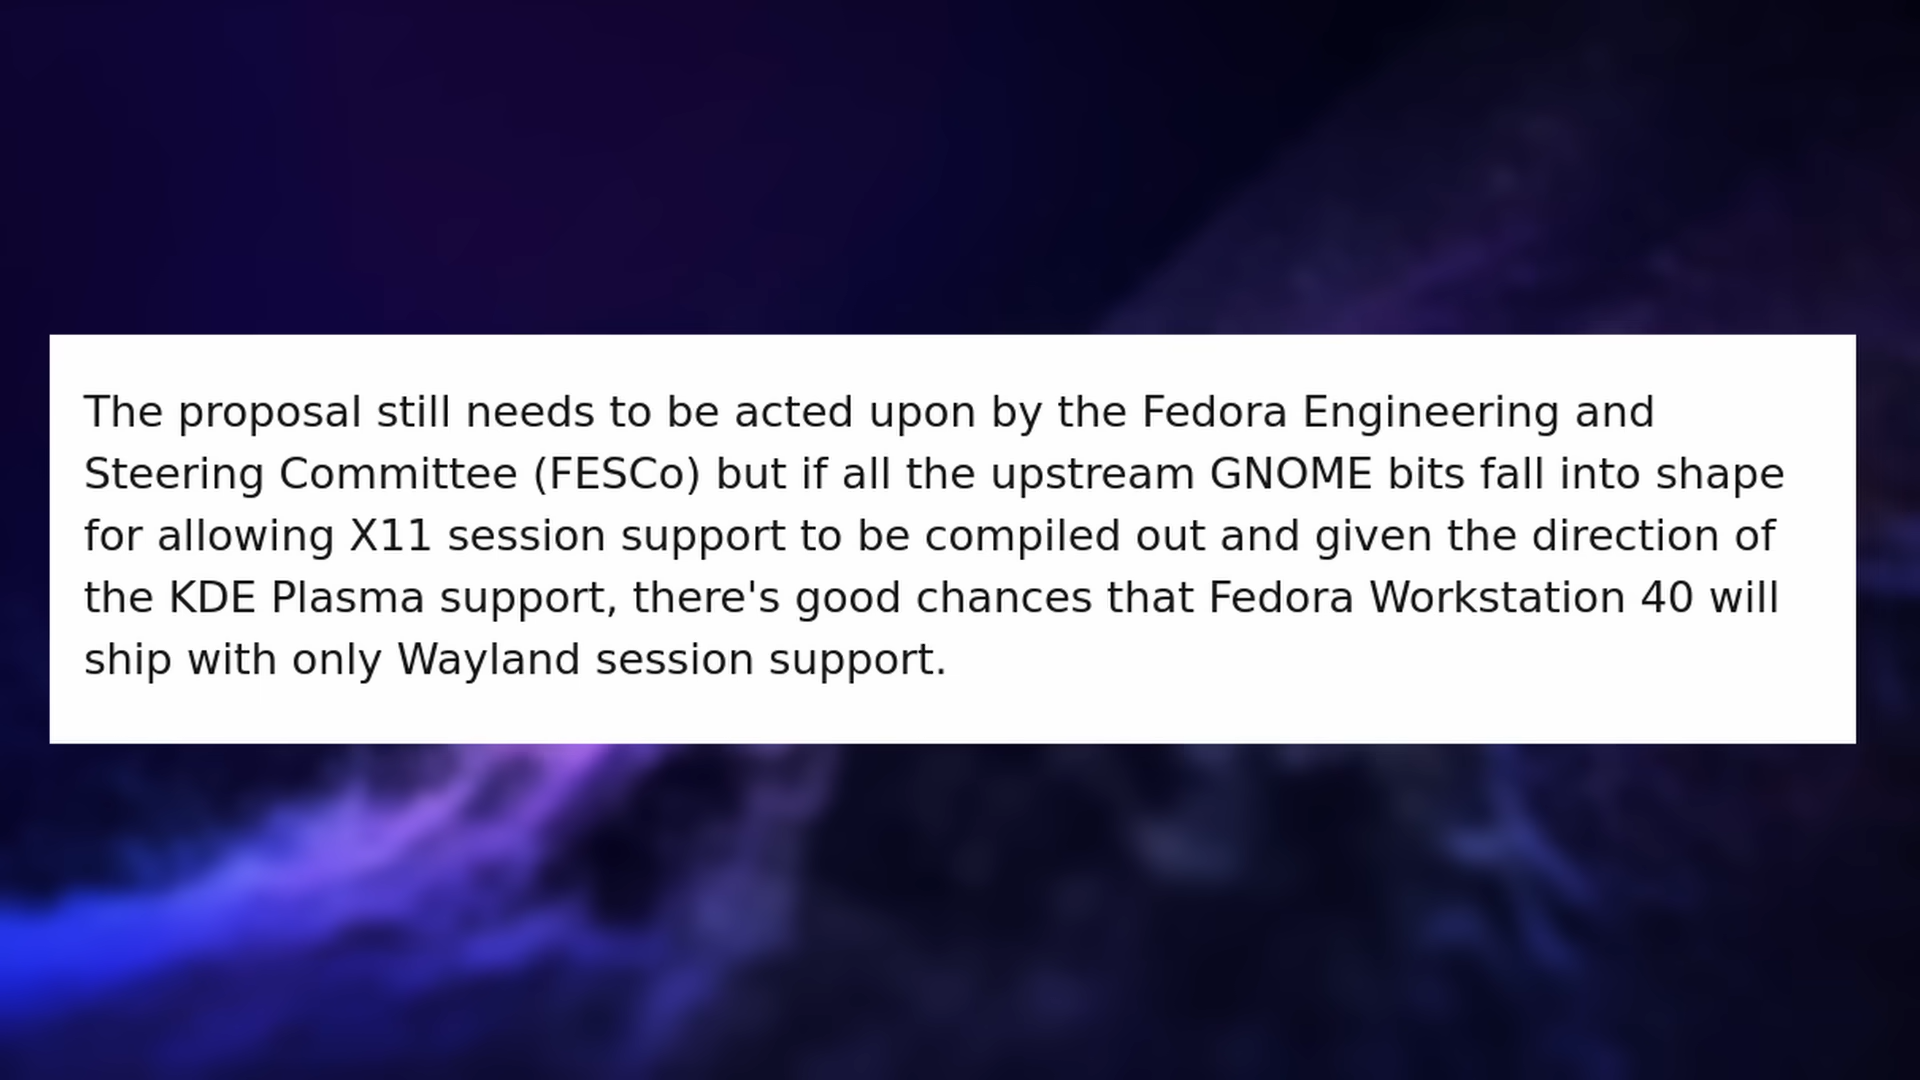 The proposal still needs to be acted upon by the Fedora Engineering and
Steering Committee (FESCo) but if all the upstream GNOME bits fall into shape
for allowing X11 session support to be compiled out and given the direction of
the KDE Plasma support, there's good chances that Fedora Workstation 40 will
ship with only Wayland session support.